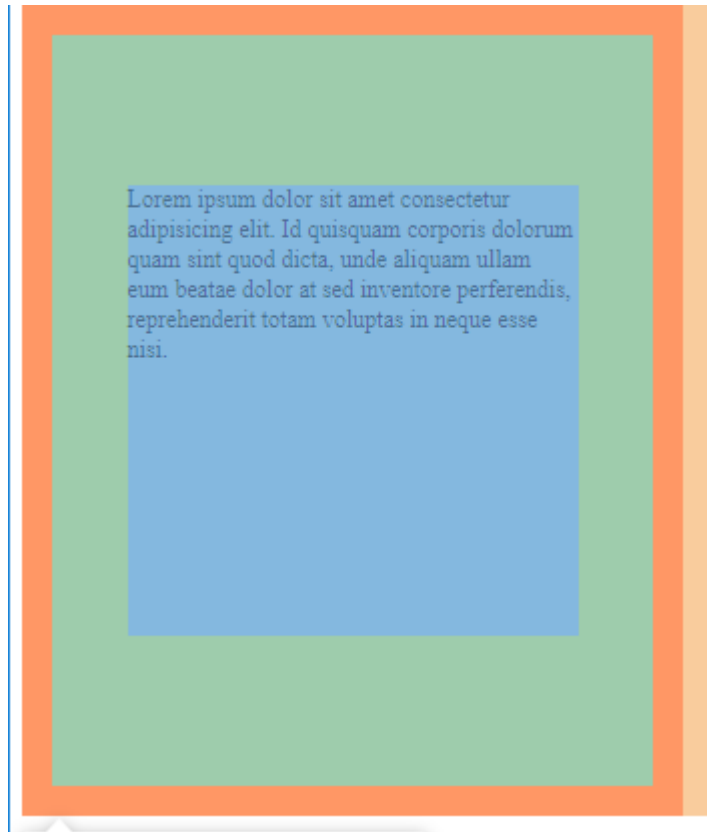 Lorem ipsum dolor sit amet consectetur
adipisicing elit. Id quisquam corporis dolorum
quam sint quod dicta, unde aliquam ullam
eum beatae dolor at sed inventore perferendis,
reprehenderit totam voluptas in neque esse
nisi.